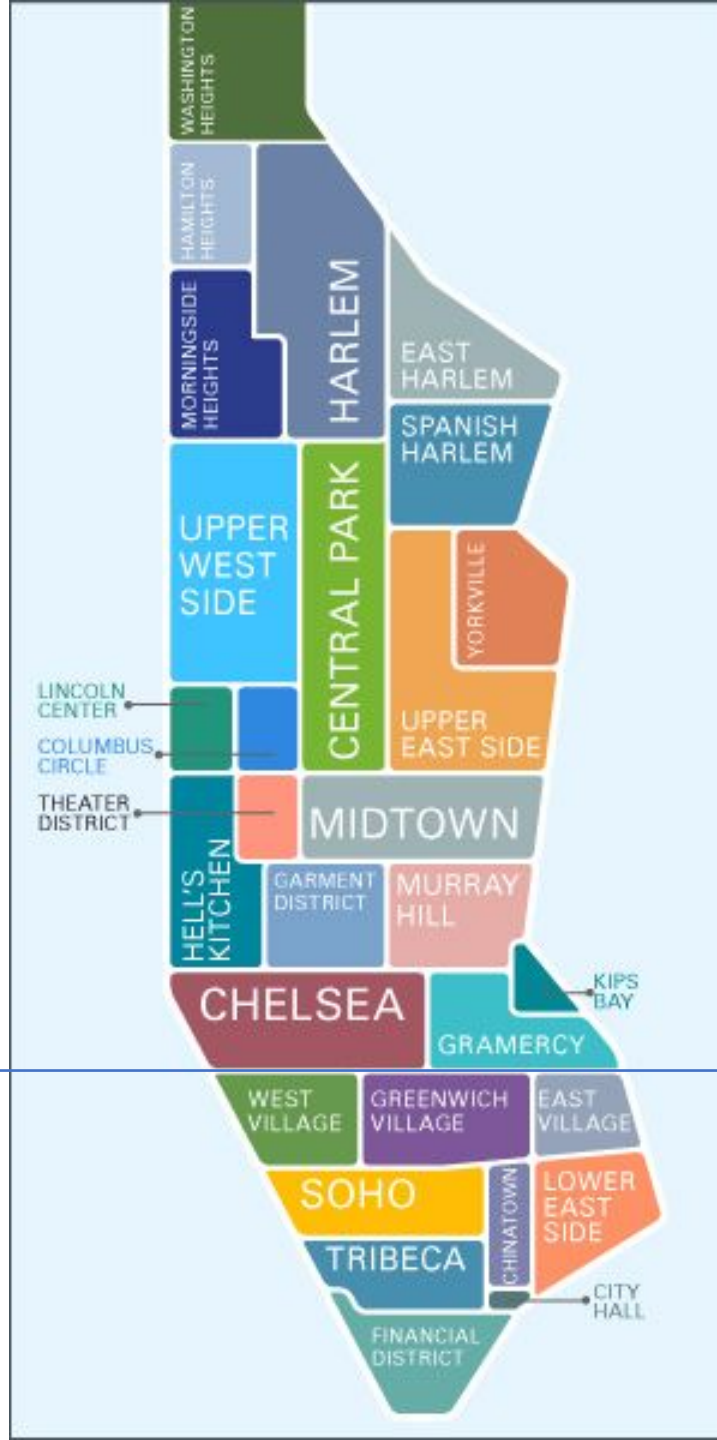 WASHINGTON
HEIGHTS
HAMILTON
HEIGHTS
MORNINGSIDE
HEIGHTS
HARLEM
EAST
HARLEM
SPANISH
HARLEM
UPPER
WEST
SIDE
CENTRAL PARK
YORKVILLE
UPPER
EAST SIDE
LINCOLN
CENTER
COLUMBUS
CIRCLE
THEATER
DISTRICT
MIDTOWN
HELL'S
KITCHEN
GARMENT
DISTRICT
MURRAY
HILL
CHELSEA
KIPS
BAY
GRAMERCY
WEST
VILLAGE
GREENWICH
VILLAGE
EAST
VILLAGE
SOHO
CHINATOWN
LOWER
EAST
SIDE
TRIBECA
CITY
HALL
FINANCIAL
DISTRICT